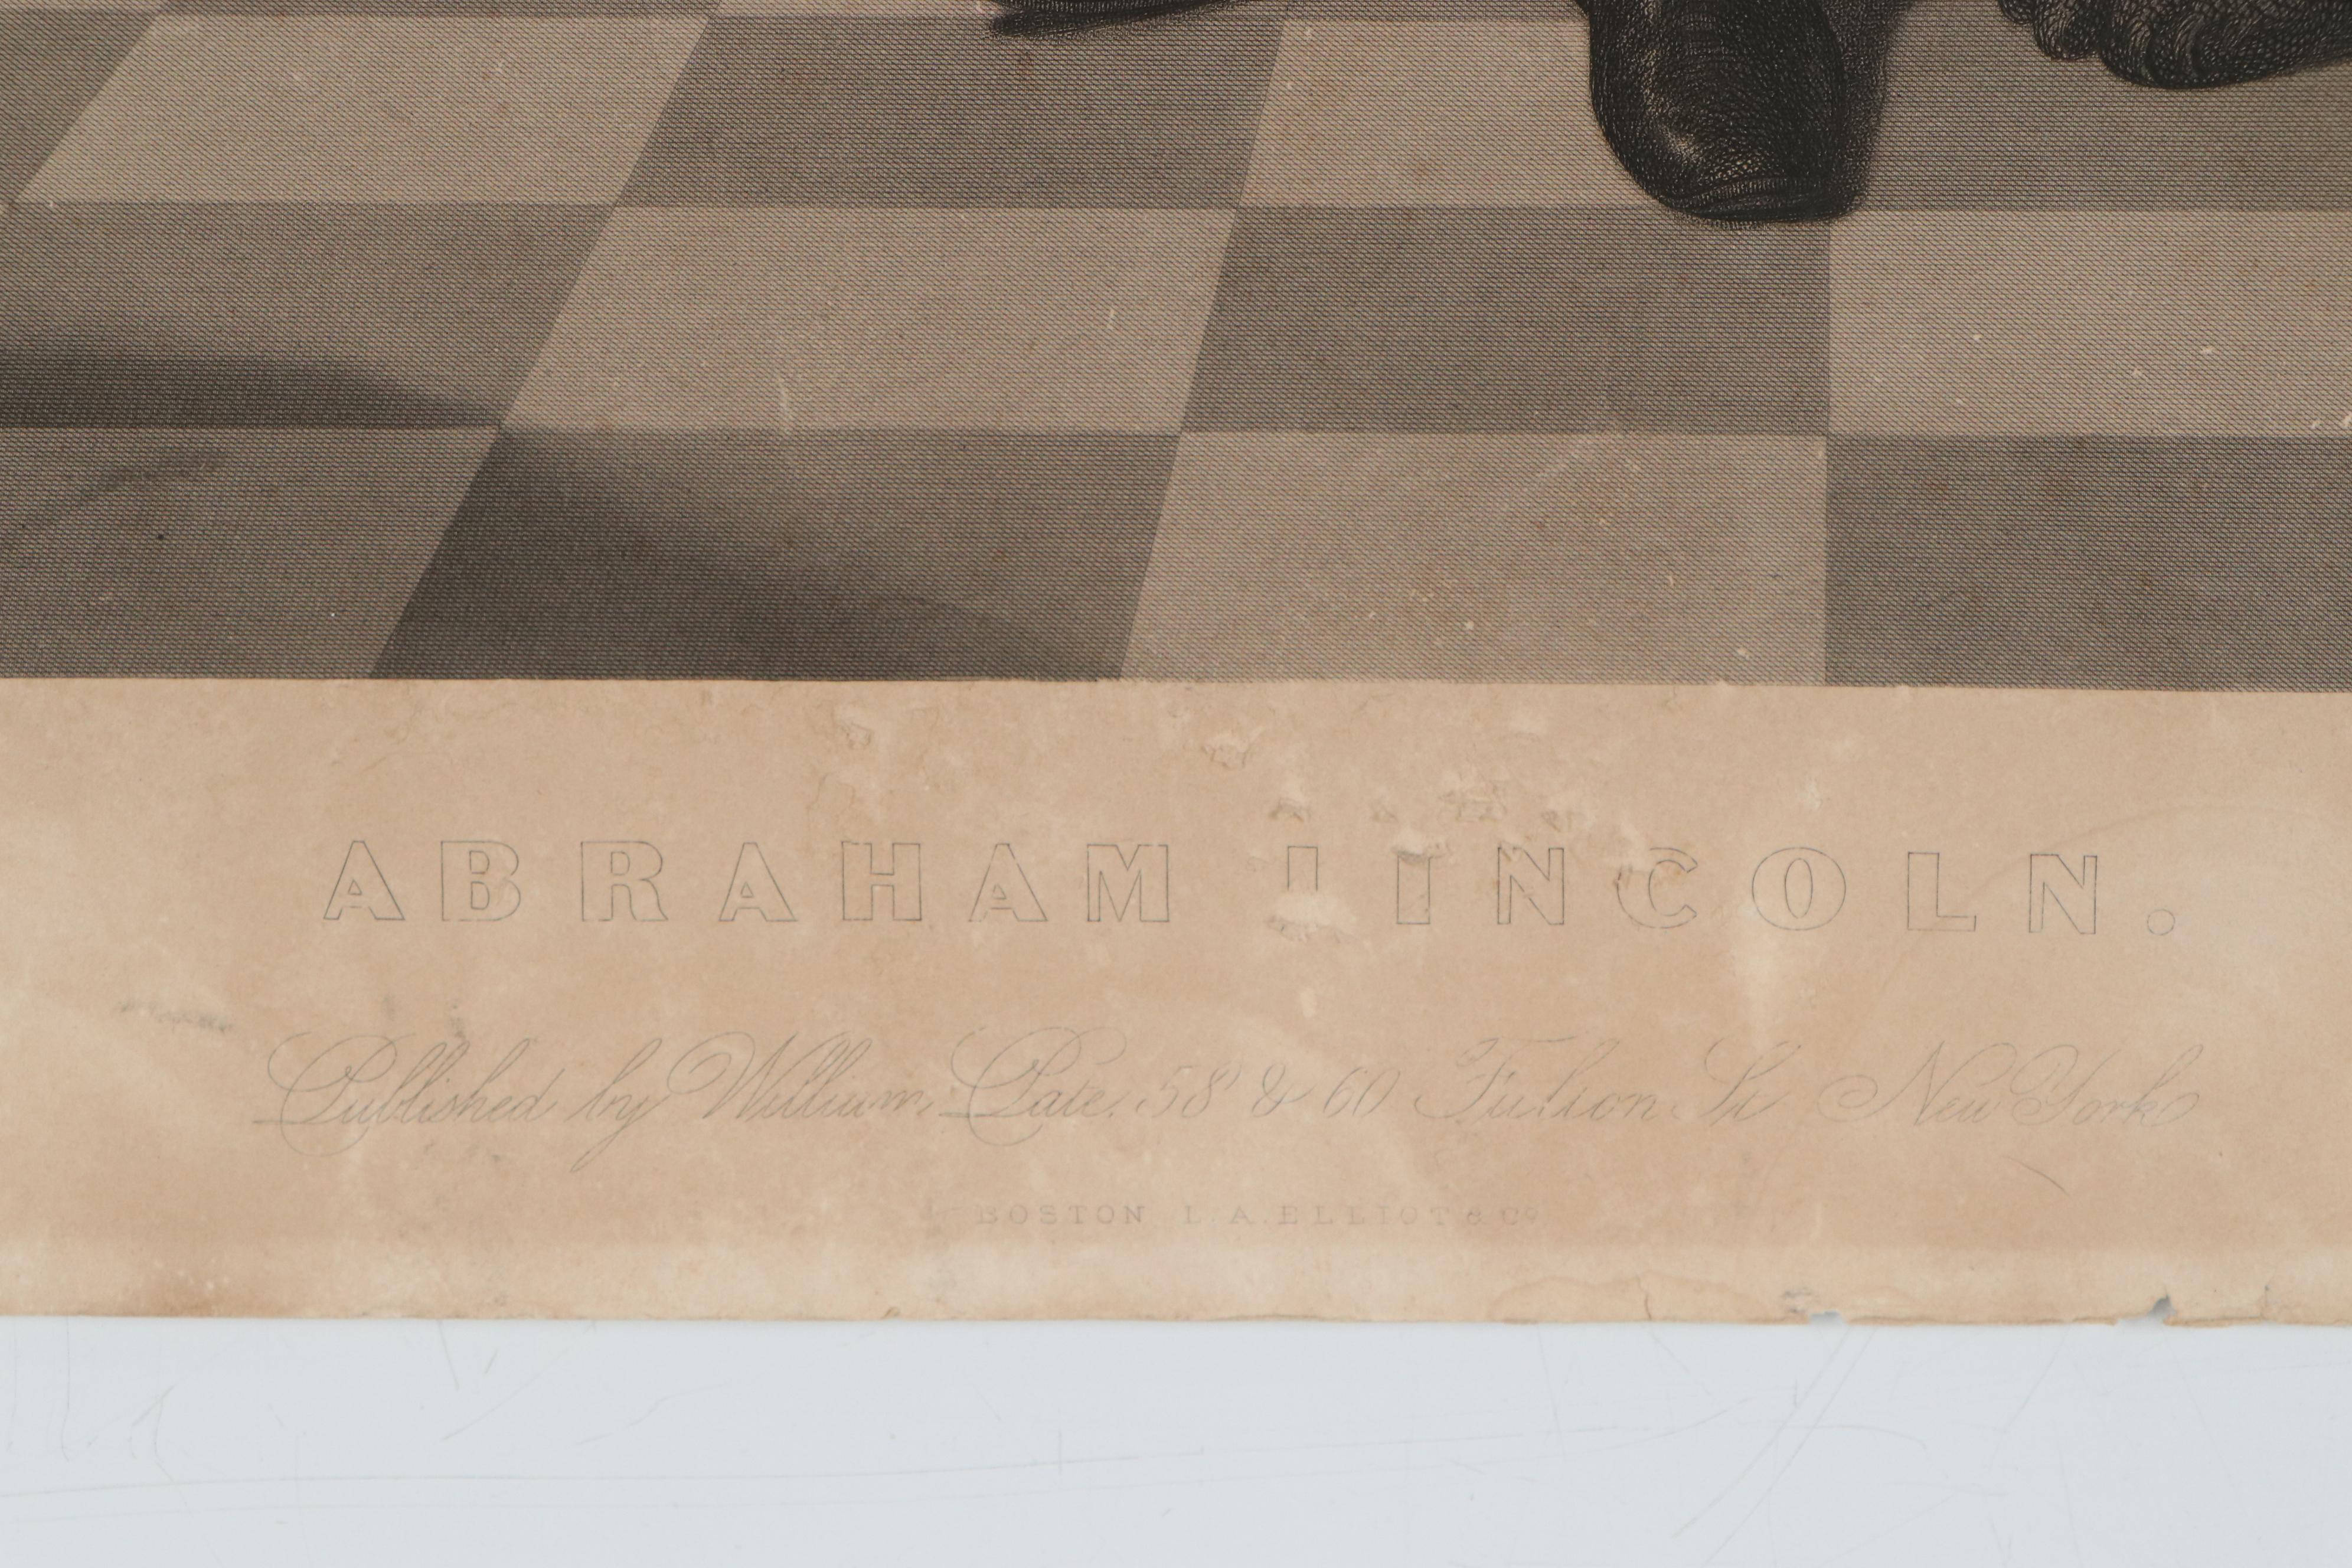 ABRAHAM LINCOLN.
Published by William Pate, 58 & 60 Fulton St New York
BOSTON L. A. ELLIOT & Co